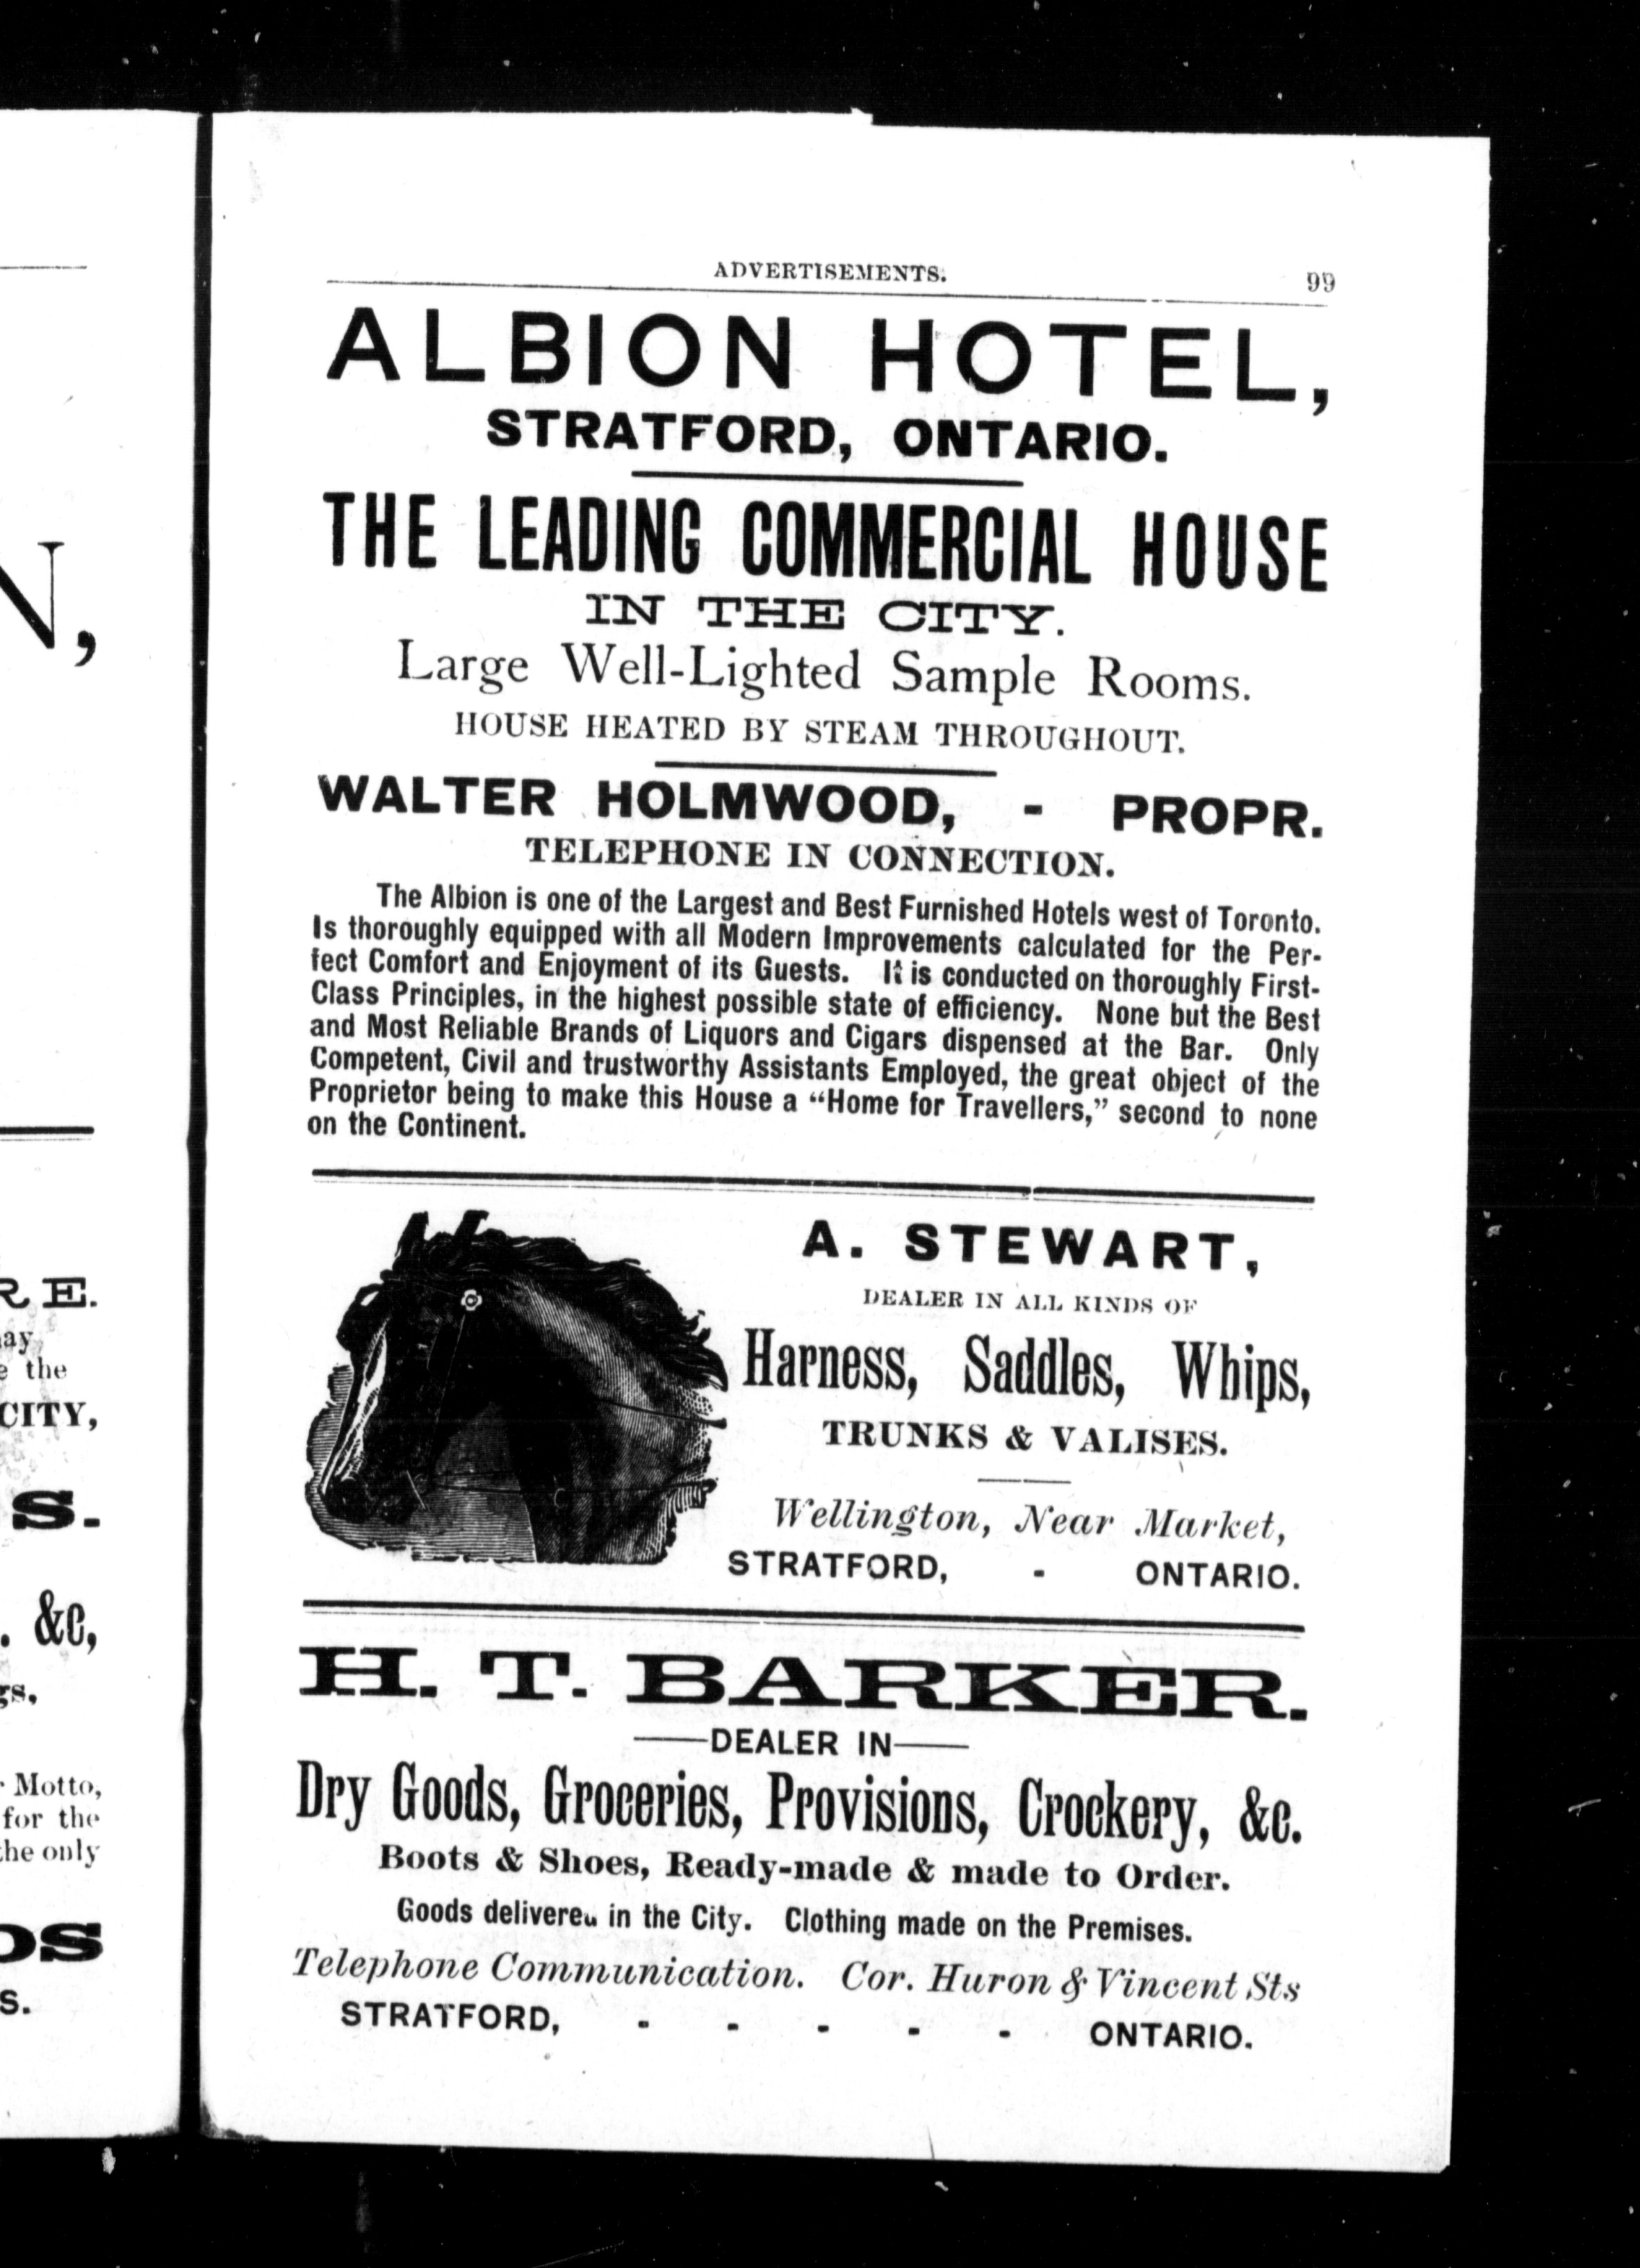 N,
RE.
ay
the
CITY,
S.
. &c,
gs,
Motto,
for the
the only
DS
S.
ADVERTISEMENTS. 99
ALBION HOTEL,
STRATFORD, ONTARIO.
THE LEADING COMMERCIAL HOUSE
IN THE CITY.
Large Well-Lighted Sample Rooms.
HOUSE HEATED BY STEAM THROUGHOUT.
WALTER HOLMWOOD, - PROPR.
TELEPHONE IN CONNECTION.
The Albion is one of the Largest and Best Furnished Hotels west of Toronto.
Is thoroughly equipped with all Modern Improvements calculated for the Per-
fect Comfort and Enjoyment of its Guests. It is conducted on thoroughly First-
Class Principles, in the highest possible state of efficiency. None but the Best
and Most Reliable Brands of Liquors and Cigars dispensed at the Bar. Only
Competent, Civil and trustworthy Assistants Employed, the great object of the
Proprietor being to make this House a “Home for Travellers,” second to none
on the Continent.
A. STEWART,
DEALER IN ALL KINDS OF
Harness, Saddles, Whips,
TRUNKS & VALISES.
Wellington, Near Market,
STRATFORD, - ONTARIO.
H. T. BARKER.
DEALER IN
Dry Goods, Groceries, Provisions, Crockery, &c.
Boots & Shoes, Ready-made & made to Order.
Goods delivered in the City. Clothing made on the Premises.
Telephone Communication. Cor. Huron & Vincent Sts
STRATFORD, - - - - - ONTARIO.